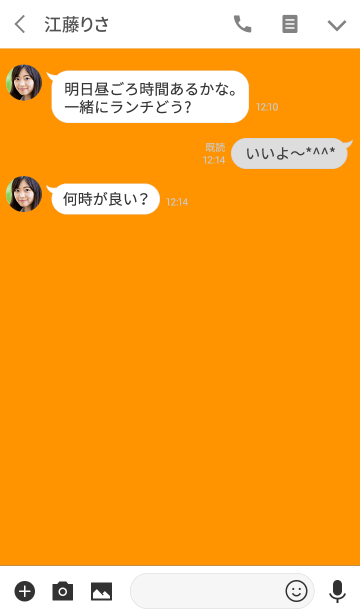 江藤りさ
明日昼ごろ時間あるかな。
一緒にランチどう?
12:10
既読
12:14
いいよ〜*^^*
何時が良い？
12:14